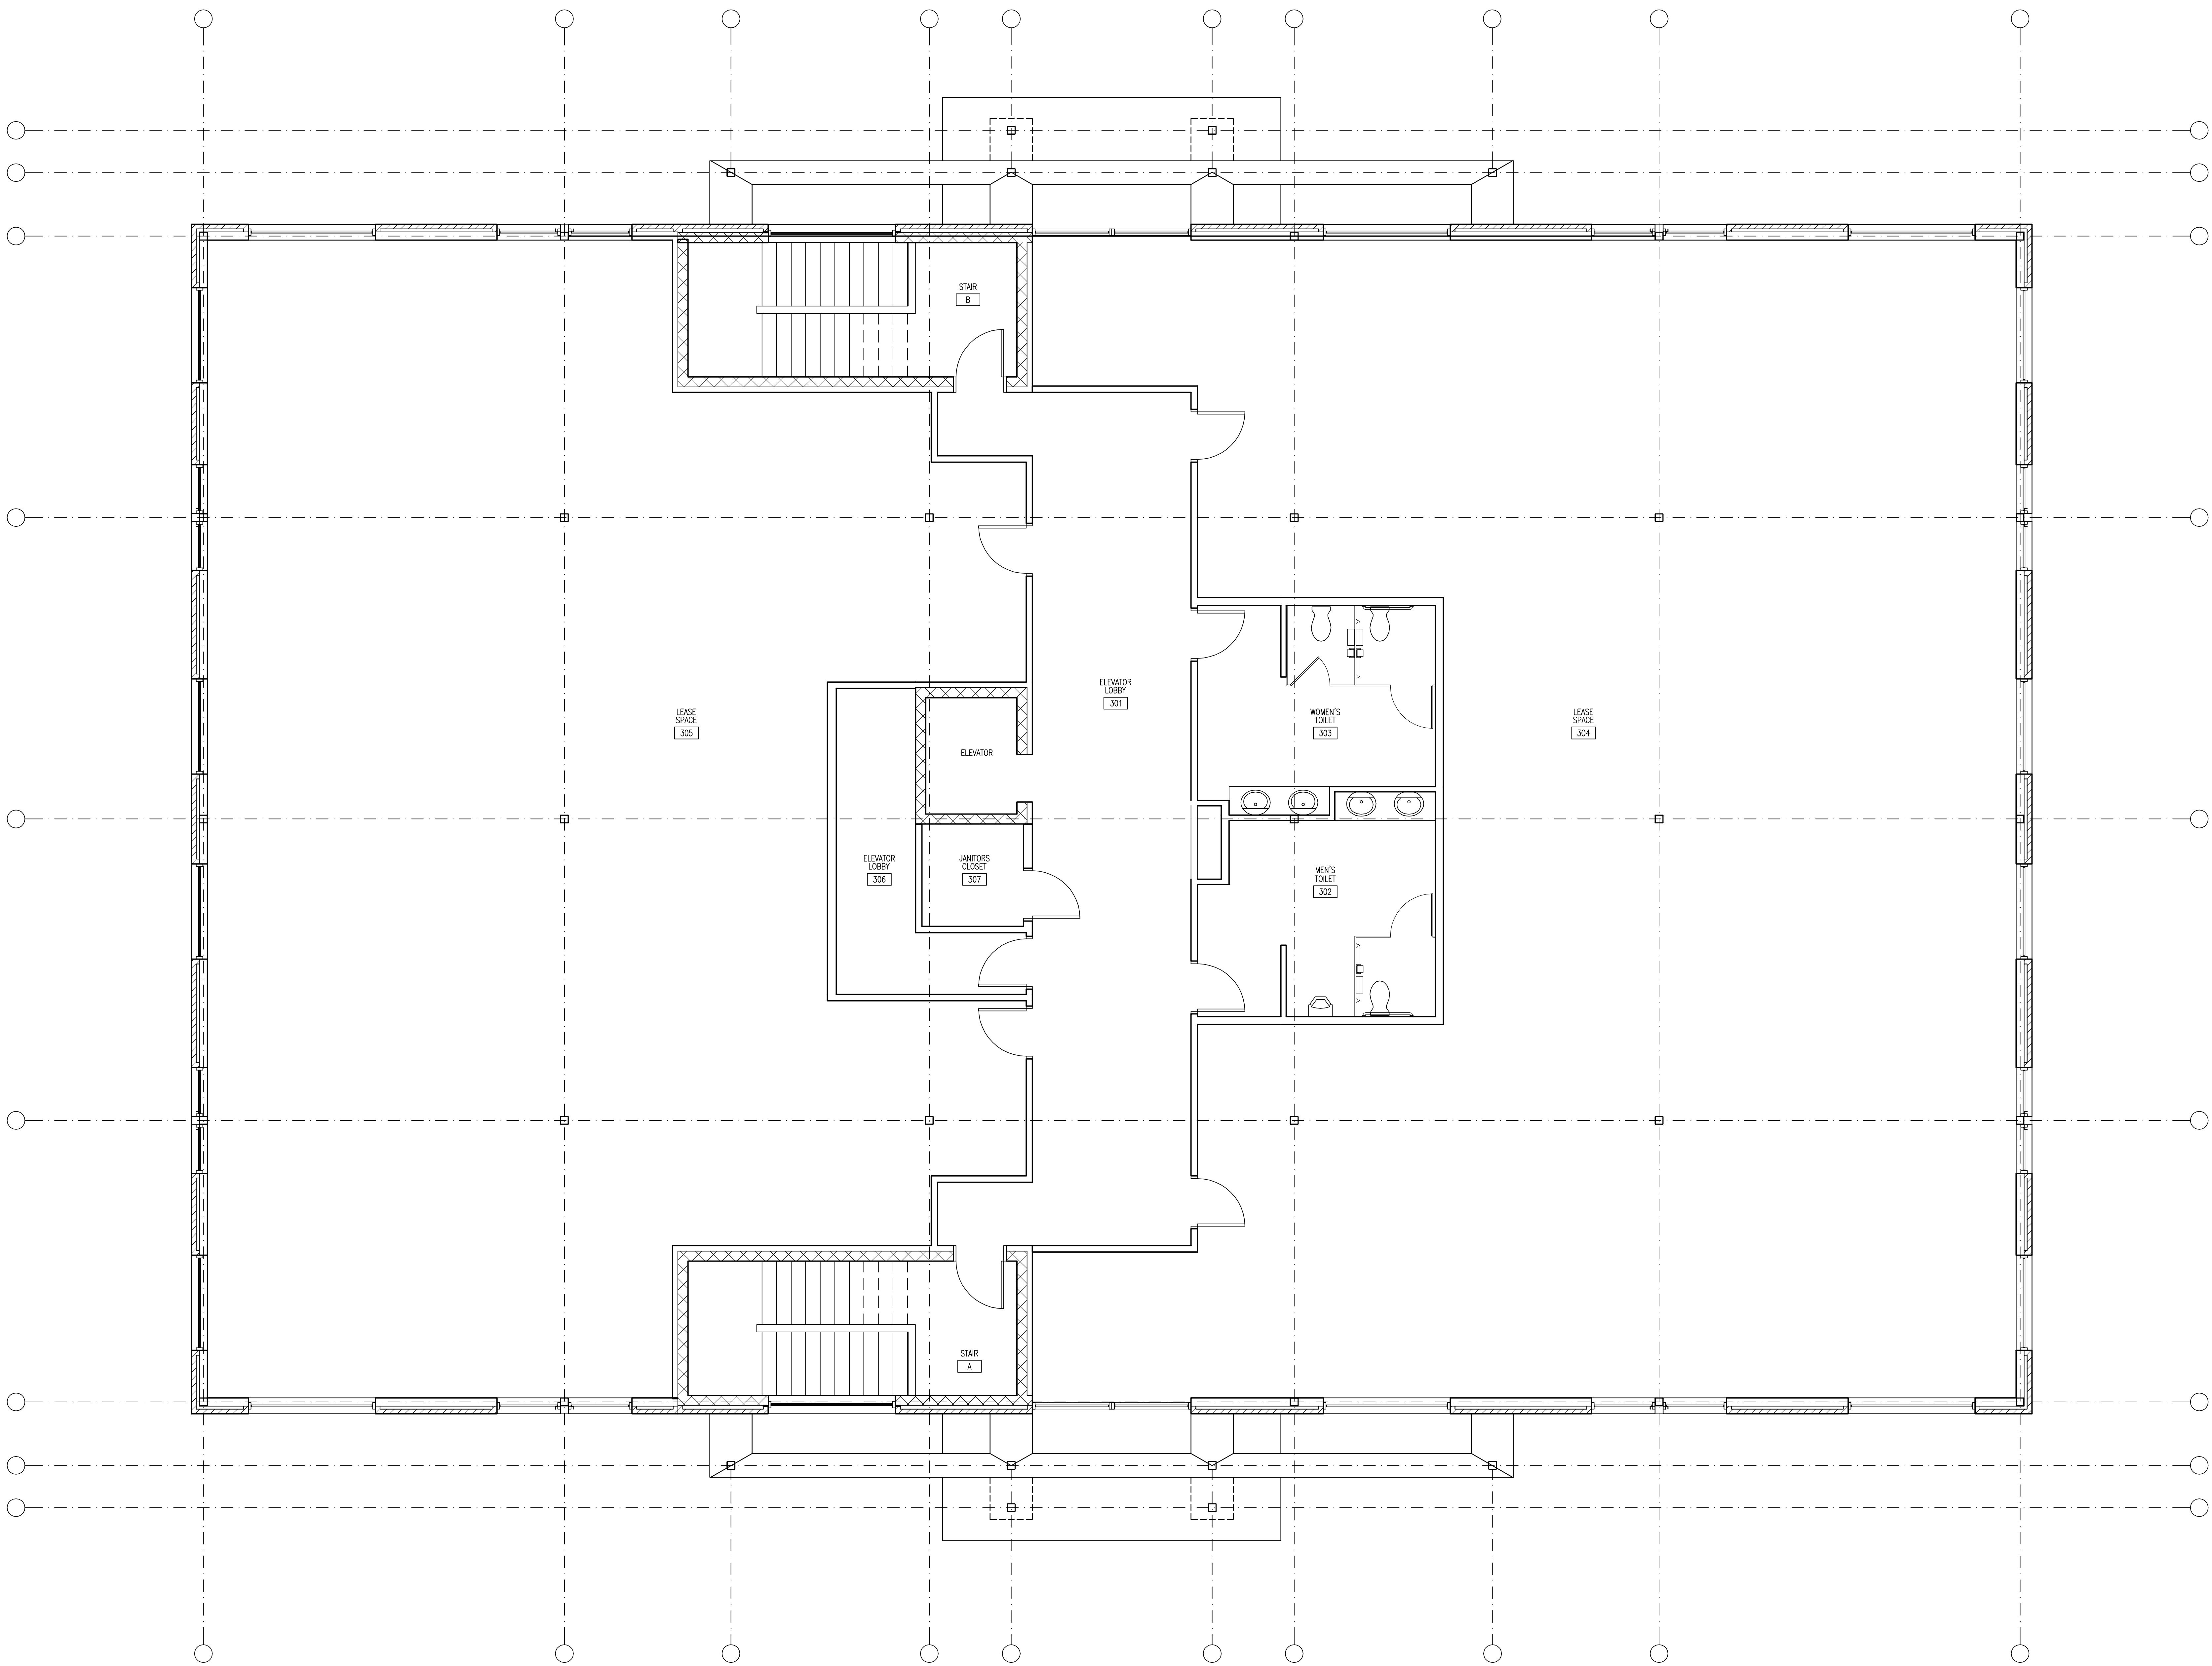 STAIR
B
ELEVATOR
LOBBY
301
LEASE
SPACE
305
WOMEN'S
TOILET
303
LEASE
SPACE
304
ELEVATOR
ELEVATOR
LOBBY
306
JANITORS
CLOSET
307
MEN'S
TOILET
302
STAIR
A